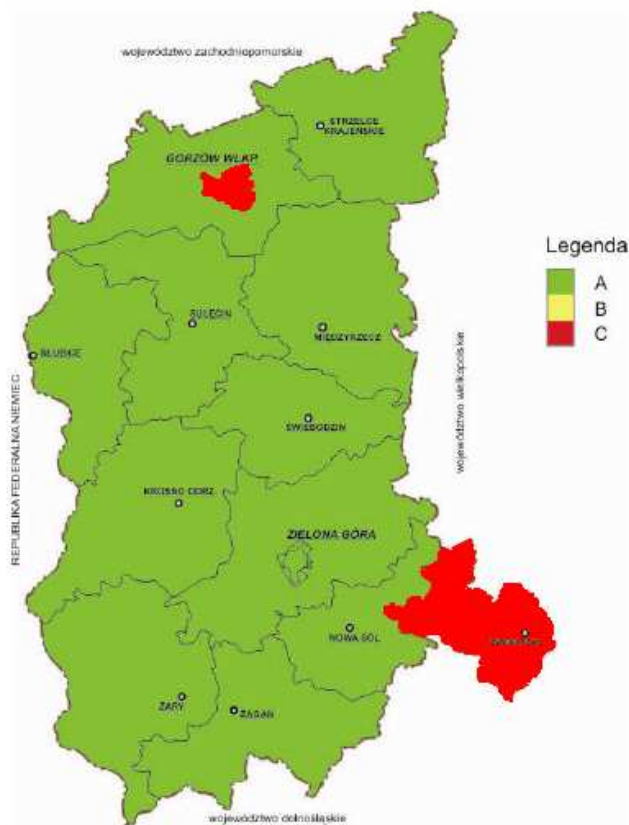 województwo zachodniopomorskie
STRZELCE
KRAJEŃSKIE
GORZÓW WLKP
Legenda
A
B
C
SULĘCIN
MIĘDZYRZECZ
SŁUBICE
województwo wielkopolskie
REPUBLIKA FEDERALNA NIEMIEC
ŚWIEBODZIN
KROSNO ODRZ
ZIELONA GÓRA
NOWA SÓL
ŻARY
ŻAGAŃ
województwo dolnośląskie